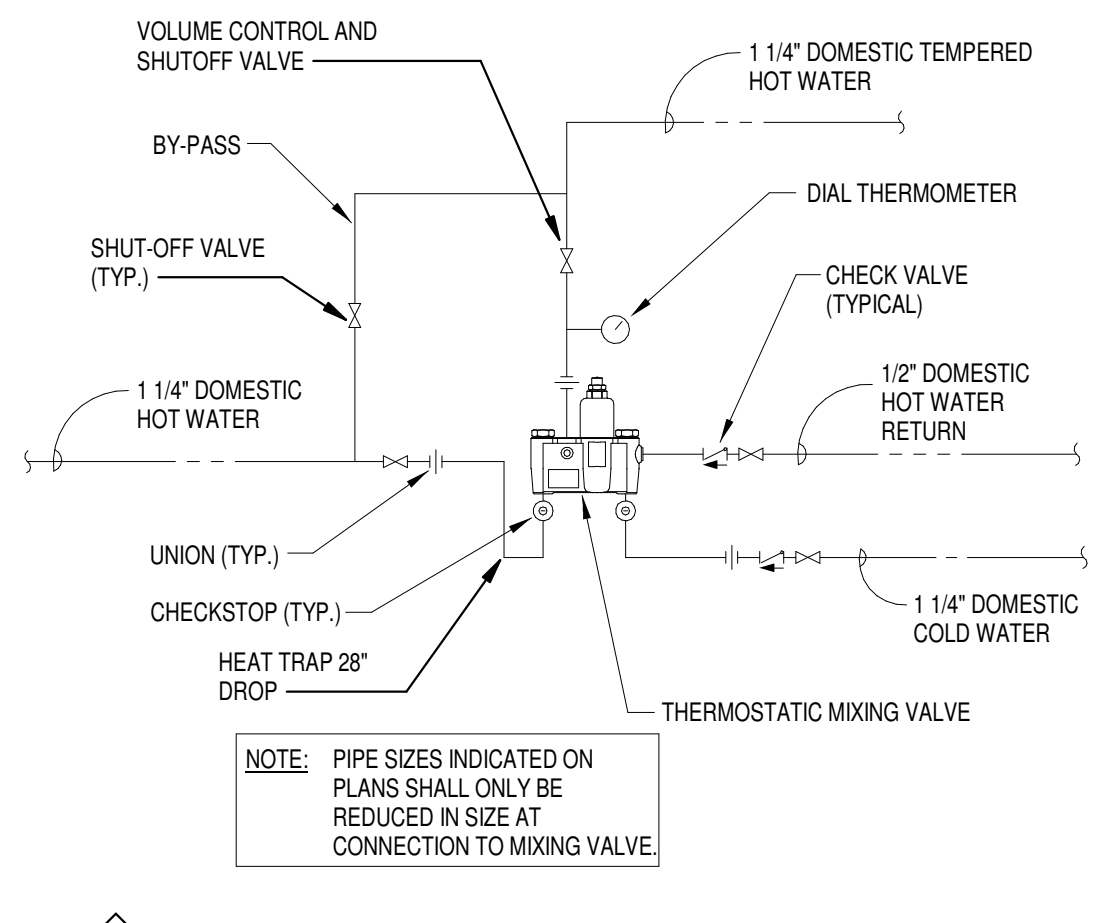 VOLUME CONTROL AND
SHUTOFF VALVE
1 1/4" DOMESTIC TEMPERED
HOT WATER
BY-PASS
DIAL THERMOMETER
SHUT-OFF VALVE
(TYP.)
CHECK VALVE
(TYPICAL)
1 1/4" DOMESTIC
HOT WATER
1/2" DOMESTIC
HOT WATER
RETURN
UNION (TYP.)
CHECKSTOP (TYP.)
1 1/4" DOMESTIC
COLD WATER
HEAT TRAP 28"
DROP
THERMOSTATIC MIXING VALVE
NOTE: PIPE SIZES INDICATED ON
PLANS SHALL ONLY BE
REDUCED IN SIZE AT
CONNECTION TO MIXING VALVE.